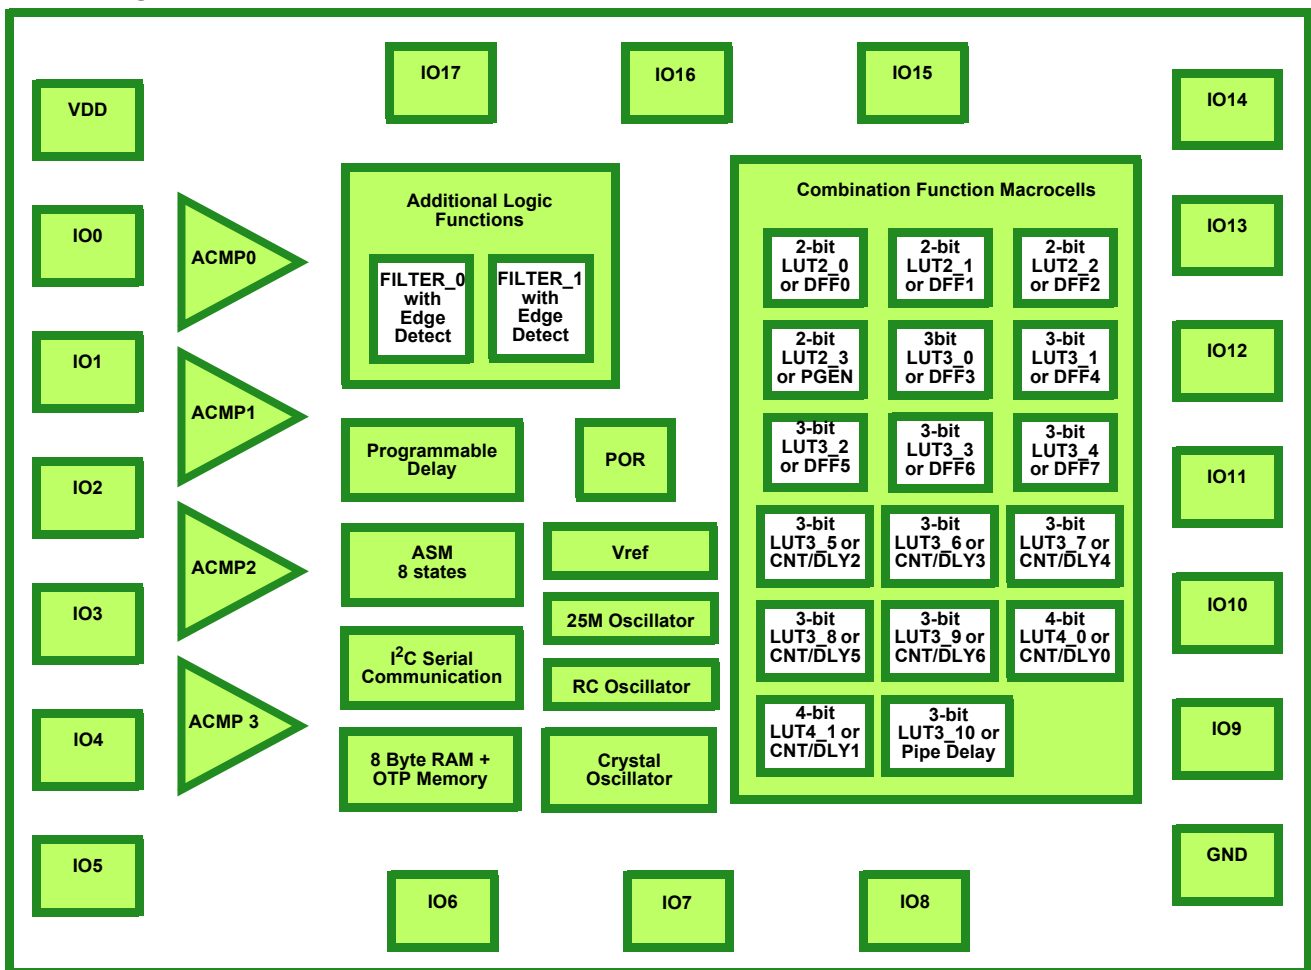 IO17
IO16
IO15
VDD
IO14
IO0
IO13
IO1
IO12
IO2
IO11
IO3
IO10
IO4
IO9
IO5
GND
IO6
IO7
IO8
ACMP0
ACMP1
ACMP2
ACMP 3
Additional Logic
Functions
FILTER_0
with
Edge
Detect
FILTER_1
with
Edge
Detect
Programmable
Delay
POR
ASM
8 states
Vref
25M Oscillator
I²C Serial
Communication
RC Oscillator
8 Byte RAM +
OTP Memory
Crystal
Oscillator
Combination Function Macrocells
2-bit
LUT2_0
or DFF0
2-bit
LUT2_1
or DFF1
2-bit
LUT2_2
or DFF2
2-bit
LUT2_3
or PGEN
3bit
LUT3_0
or DFF3
3-bit
LUT3_1
or DFF4
3-bit
LUT3_2
or DFF5
3-bit
LUT3_3
or DFF6
3-bit
LUT3_4
or DFF7
3-bit
LUT3_5 or
CNT/DLY2
3-bit
LUT3_6 or
CNT/DLY3
3-bit
LUT3_7 or
CNT/DLY4
3-bit
LUT3_8 or
CNT/DLY5
3-bit
LUT3_9 or
CNT/DLY6
4-bit
LUT4_0 or
CNT/DLY0
4-bit
LUT4_1 or
CNT/DLY1
3-bit
LUT3_10 or
Pipe Delay